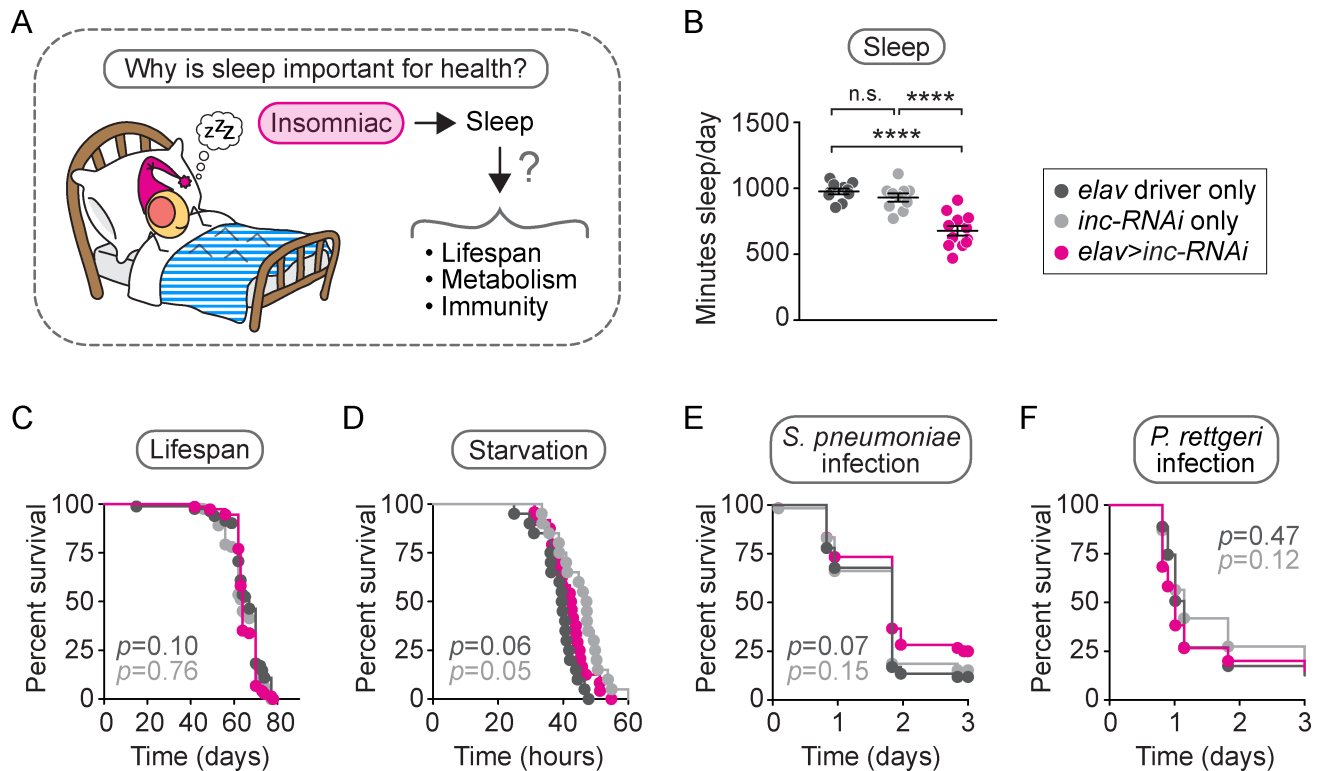 A
Why is sleep important for health?
zzz
Insomniac
Sleep
?
• Lifespan
• Metabolism
• Immunity
B
Sleep
n.s.
****
****
Minutes sleep/day
1500
1000
500
0
elav driver only
inc-RNAi only
elav>inc-RNAi
C
Lifespan
Percent survival
100
75
50
25
0
p=0.10
p=0.76
0 20 40 60 80
Time (days)
D
Starvation
Percent survival
100
75
50
25
0
p=0.06
p=0.05
0 20 40 60
Time (hours)
E
S. pneumoniae
infection
Percent survival
100
75
50
25
0
p=0.07
p=0.15
0 1 2 3
Time (days)
F
P. rettgeri
infection
Percent survival
100
75
50
25
0
p=0.47
p=0.12
0 1 2 3
Time (days)